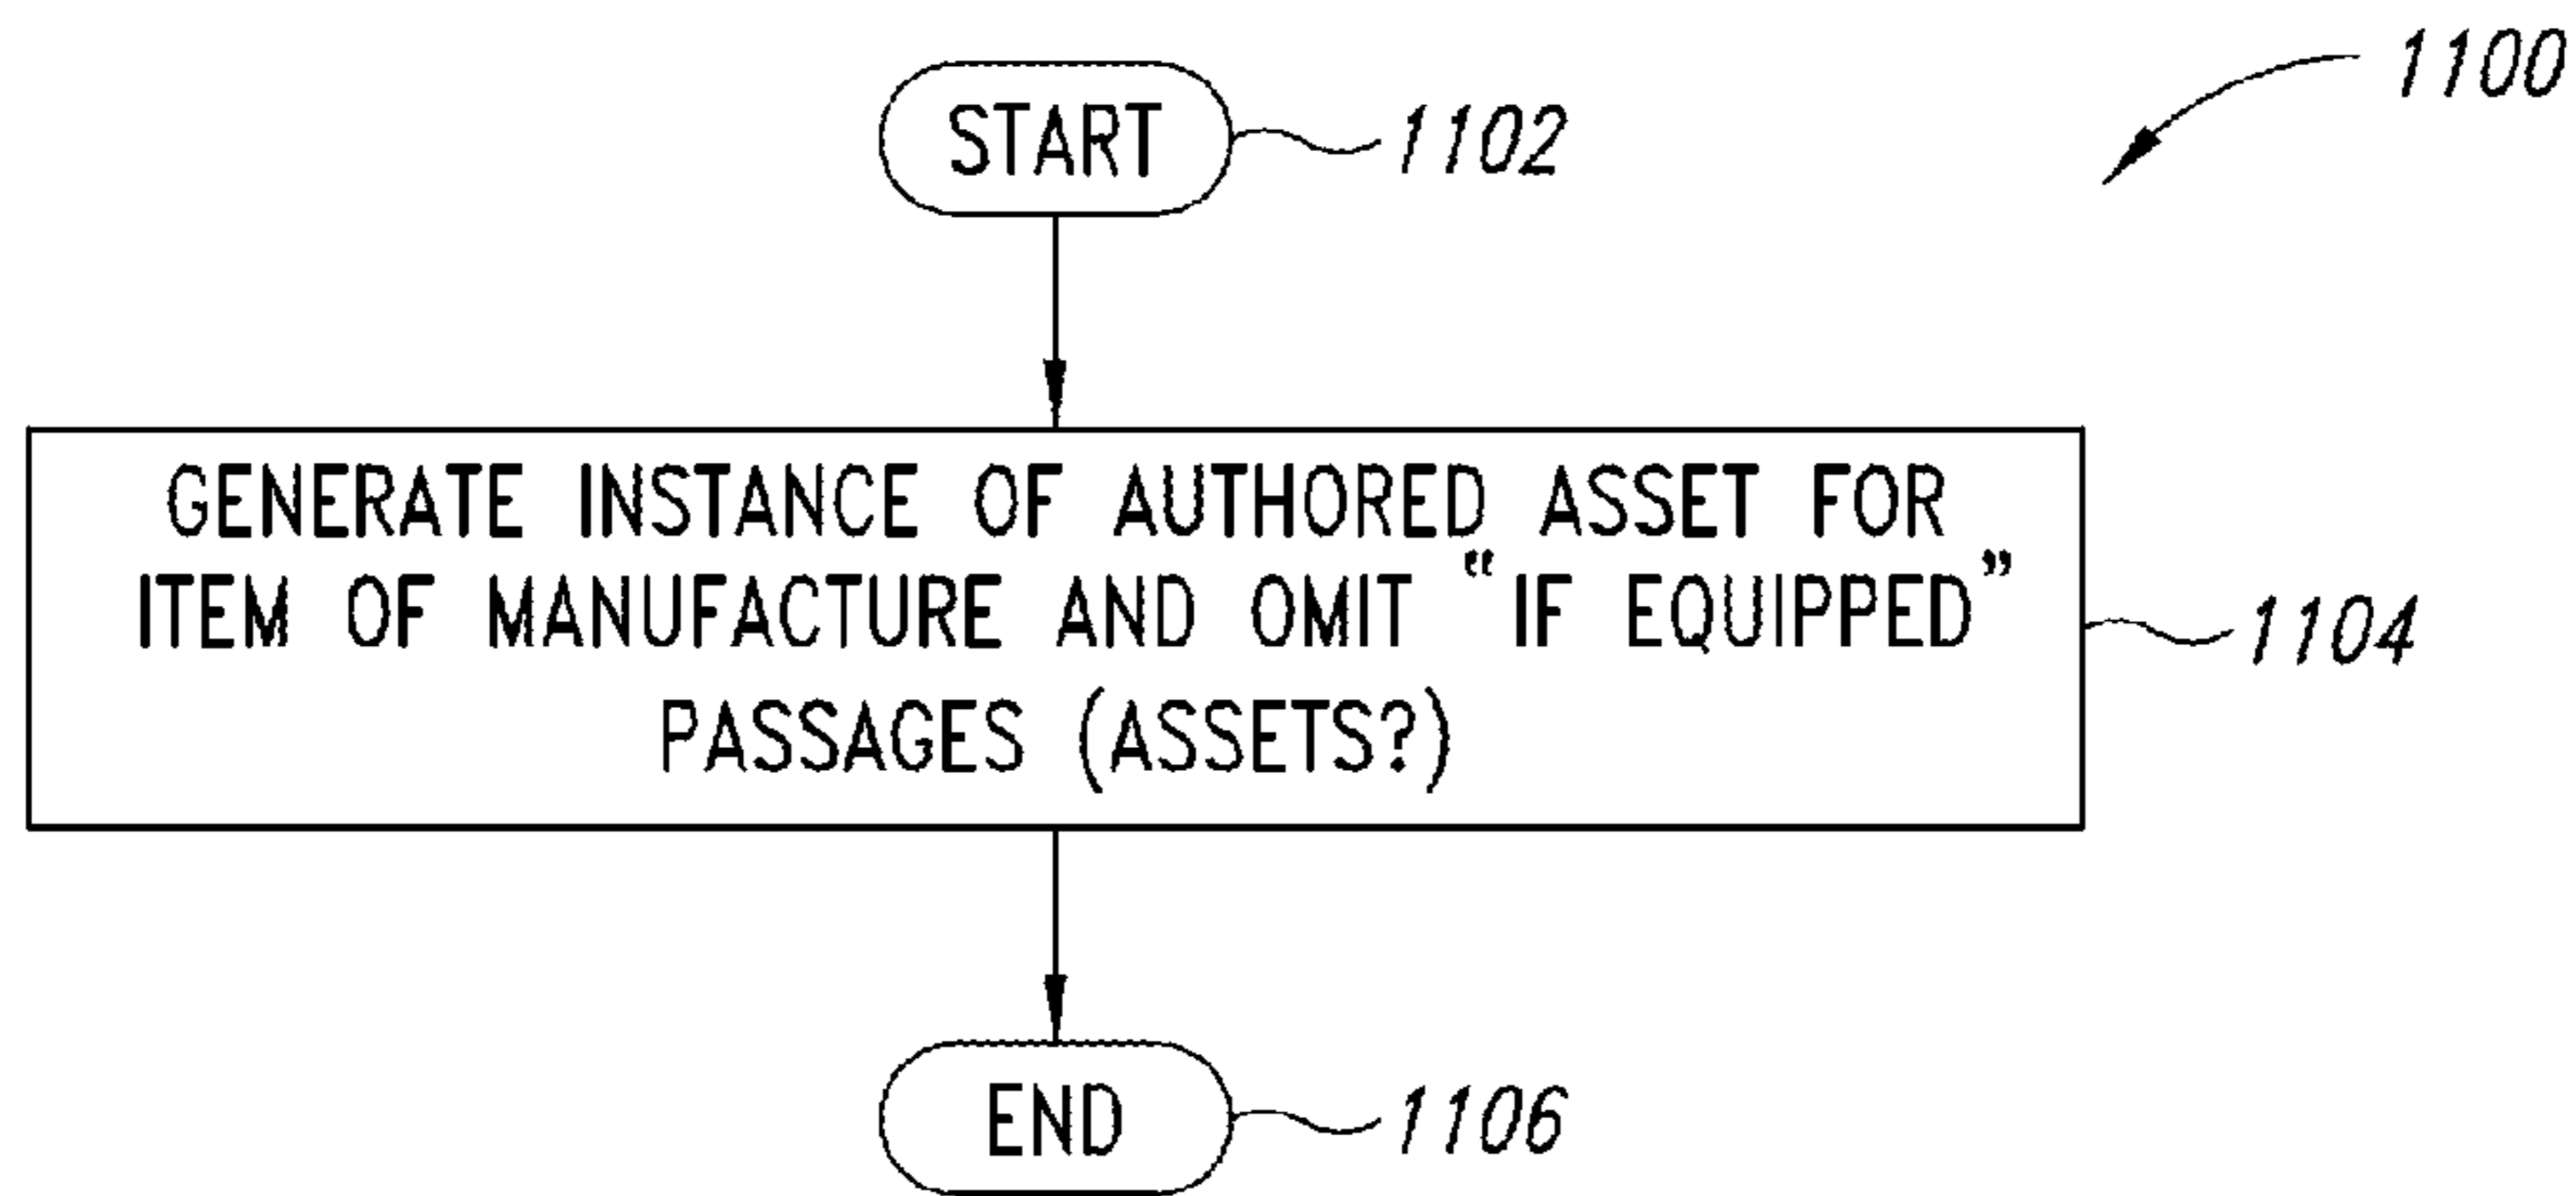 1100
START
1102
GENERATE INSTANCE OF AUTHORED ASSET FOR
ITEM OF MANUFACTURE AND OMIT "IF EQUIPPED"
PASSAGES (ASSETS?)
1104
END
1106